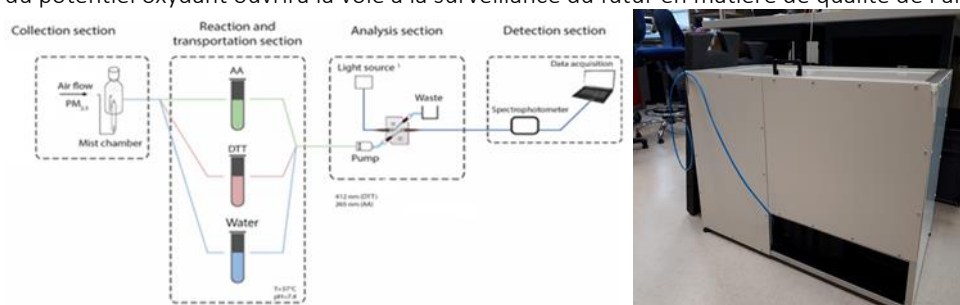 du potentiel oxydant ouvrira la voie à la surveillance du futur en matière de qualité de l'ai
Collection section
Reaction and
transportation section
Analysis section
Detection section
Air flow
PM2.5
Mist chamber
AA
DTT
Water
T=37°C
pH=7.4
Light source 1
Waste
Pump
412 nm (DTT)
265 nm (AA)
Data acquisition
Spectrophotometer